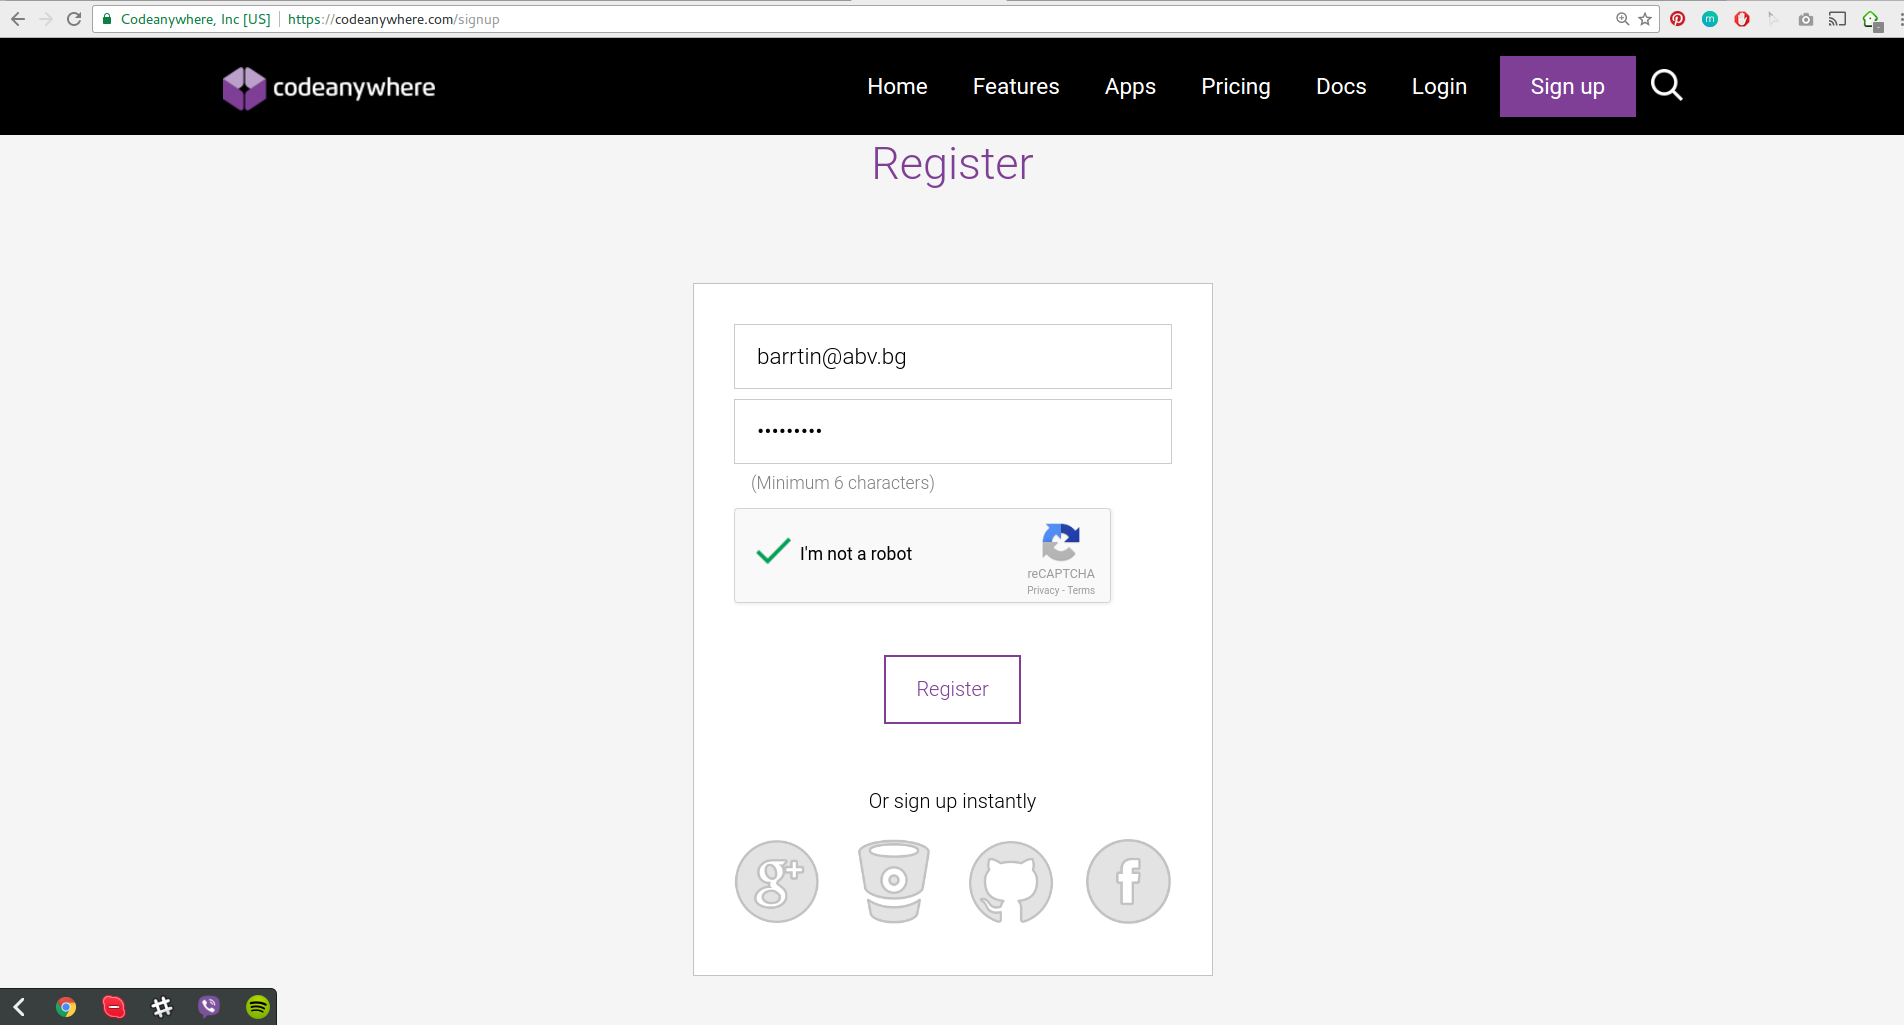 Codeanywhere, Inc [US] https://codeanywhere.com/signup
codeanywhere Home Features Apps Pricing Docs Login Sign up
Register
barrtin@abv.bg
•••••••••
(Minimum 6 characters)
I'm not a robot
reCAPTCHA
Privacy - Terms
Register
Or sign up instantly
g+
f